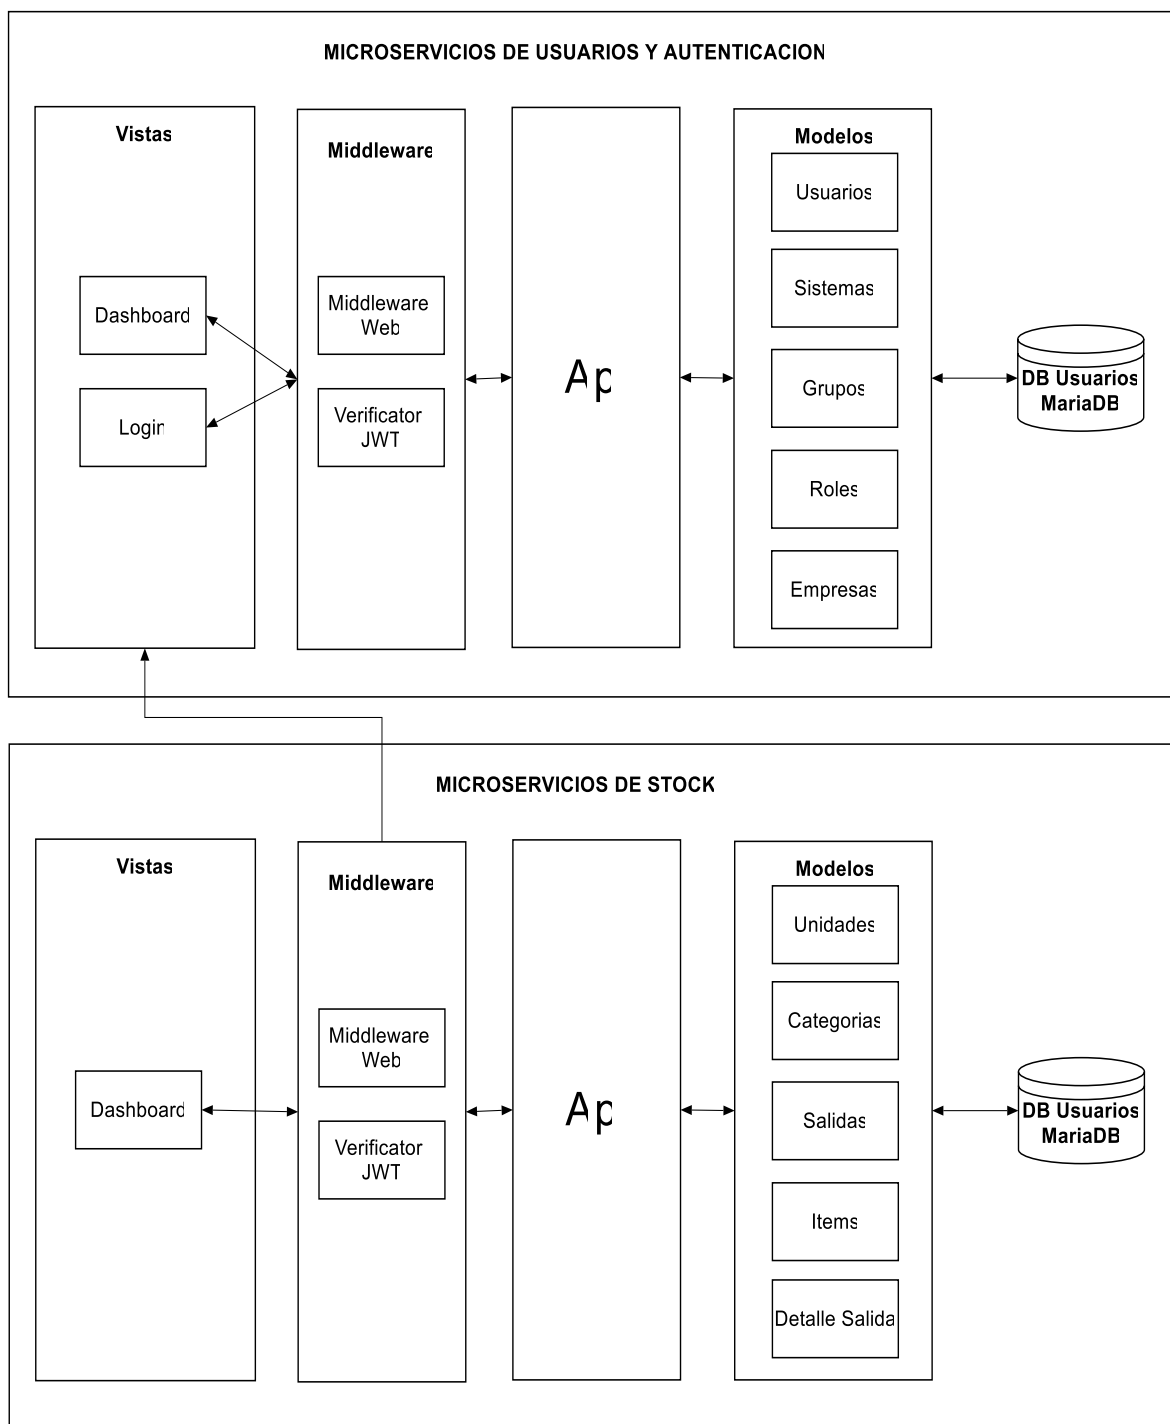 MICROSERVICIOS DE USUARIOS Y AUTENTICACION
Vistas
Dashboard
Login
Middleware
Middleware
Web
Verificator
JWT
Ap
Modelos
Usuarios
Sistemas
Grupos
Roles
Empresas
DB Usuarios
MariaDB
MICROSERVICIOS DE STOCK
Vistas
Dashboard
Middleware
Middleware
Web
Verificator
JWT
Ap
Modelos
Unidades
Categorias
Salidas
Items
Detalle Salida
DB Usuarios
MariaDB